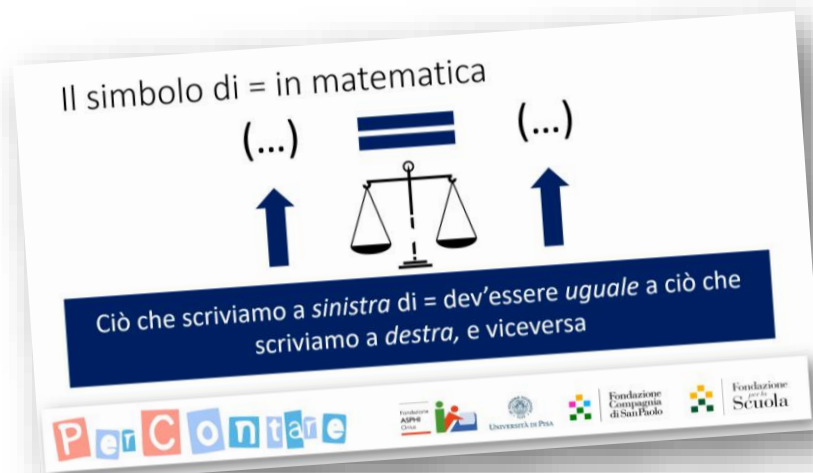 Il simbolo di = in matematica
(...) = (...)
Ciò che scriviamo a sinistra di = dev'essere uguale a ciò che
scriviamo a destra, e viceversa
PerContare
Fondazione
ASPHI
Onlus
UNIVERSITÀ DI PISA
Fondazione
Compagnia
di San Paolo
Fondazione
per la
Scuola